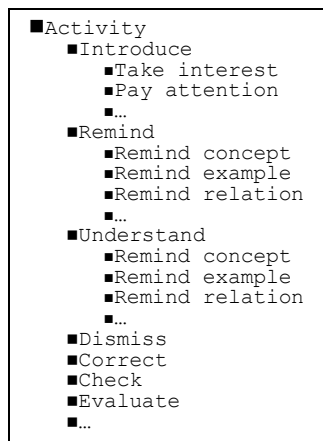 ■Activity
■Introduce
■Take interest
■Pay attention
■…
■Remind
■Remind concept
■Remind example
■Remind relation
■…
■Understand
■Remind concept
■Remind example
■Remind relation
■…
■Dismiss
■Correct
■Check
■Evaluate
■…